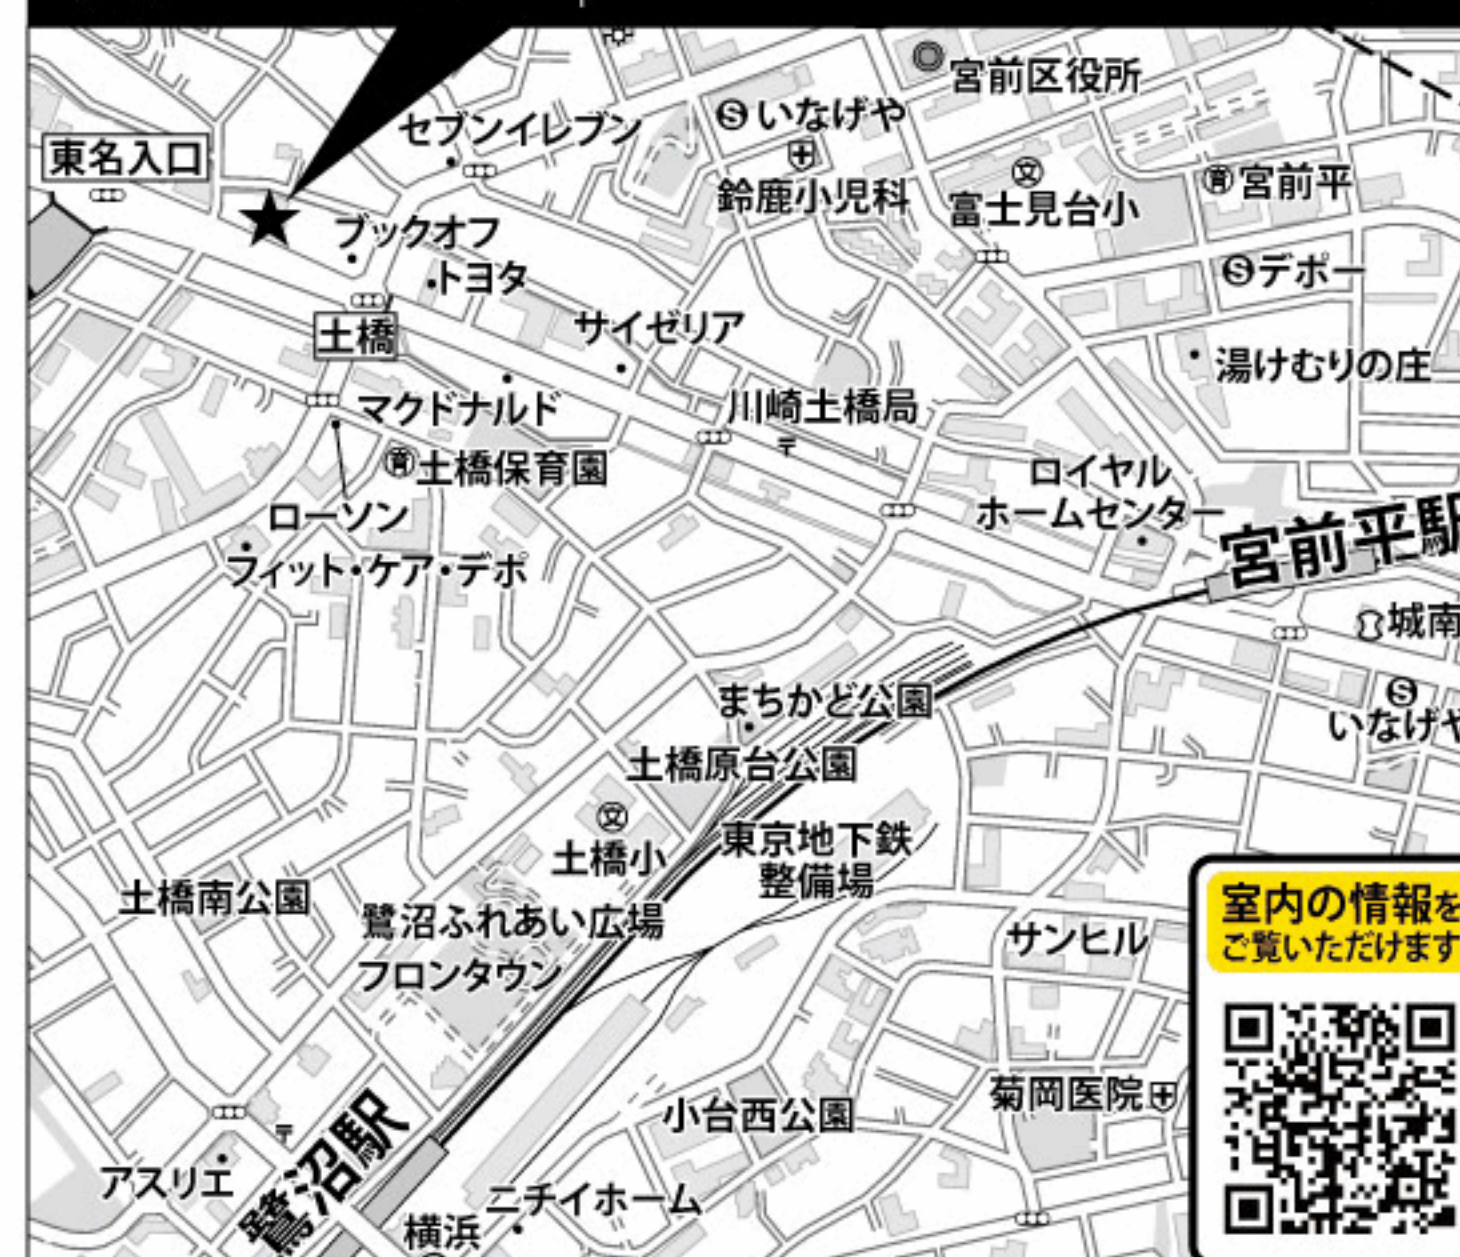 宮前区役所
いなげや
セブンイレブン
東名入口
文
鈴鹿小児科
富士見台小
育
宮前平
ブックオフ
トヨタ
デポー
サイゼリア
土橋
湯けむりの庄
マクドナルド
川崎土橋局
育
土橋保育園
ロイヤル
ホームセンター
ローソン
フィット・ケア・デポ
宮前平駅
城南
S
いなげや
まちかど公園
土橋原台公園
文
土橋小
東京地下鉄
整備場
土橋南公園
鷺沼ふれあい広場
フロンタウン
サンヒル
室内の情報を
ご覧いただけます
菊岡医院
小台西公園
鷺沼駅
アスリエ
ニチイホーム
横浜